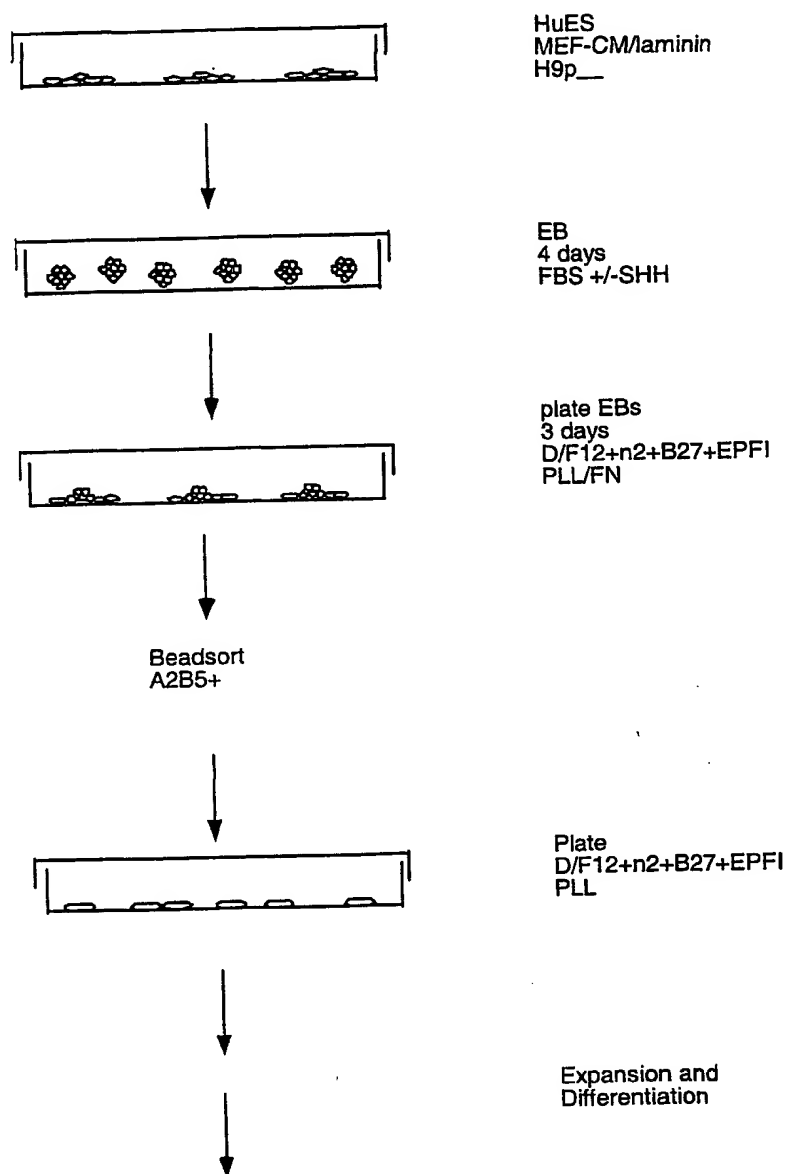 HuES
MEF-CM/laminin
H9p__
EB
4 days
FBS +/-SHH
plate EBs
3 days
D/F12+n2+B27+EPFI
PLL/FN
Beadsort
A2B5+
Plate
D/F12+n2+B27+EPFI
PLL
Expansion and
Differentiation